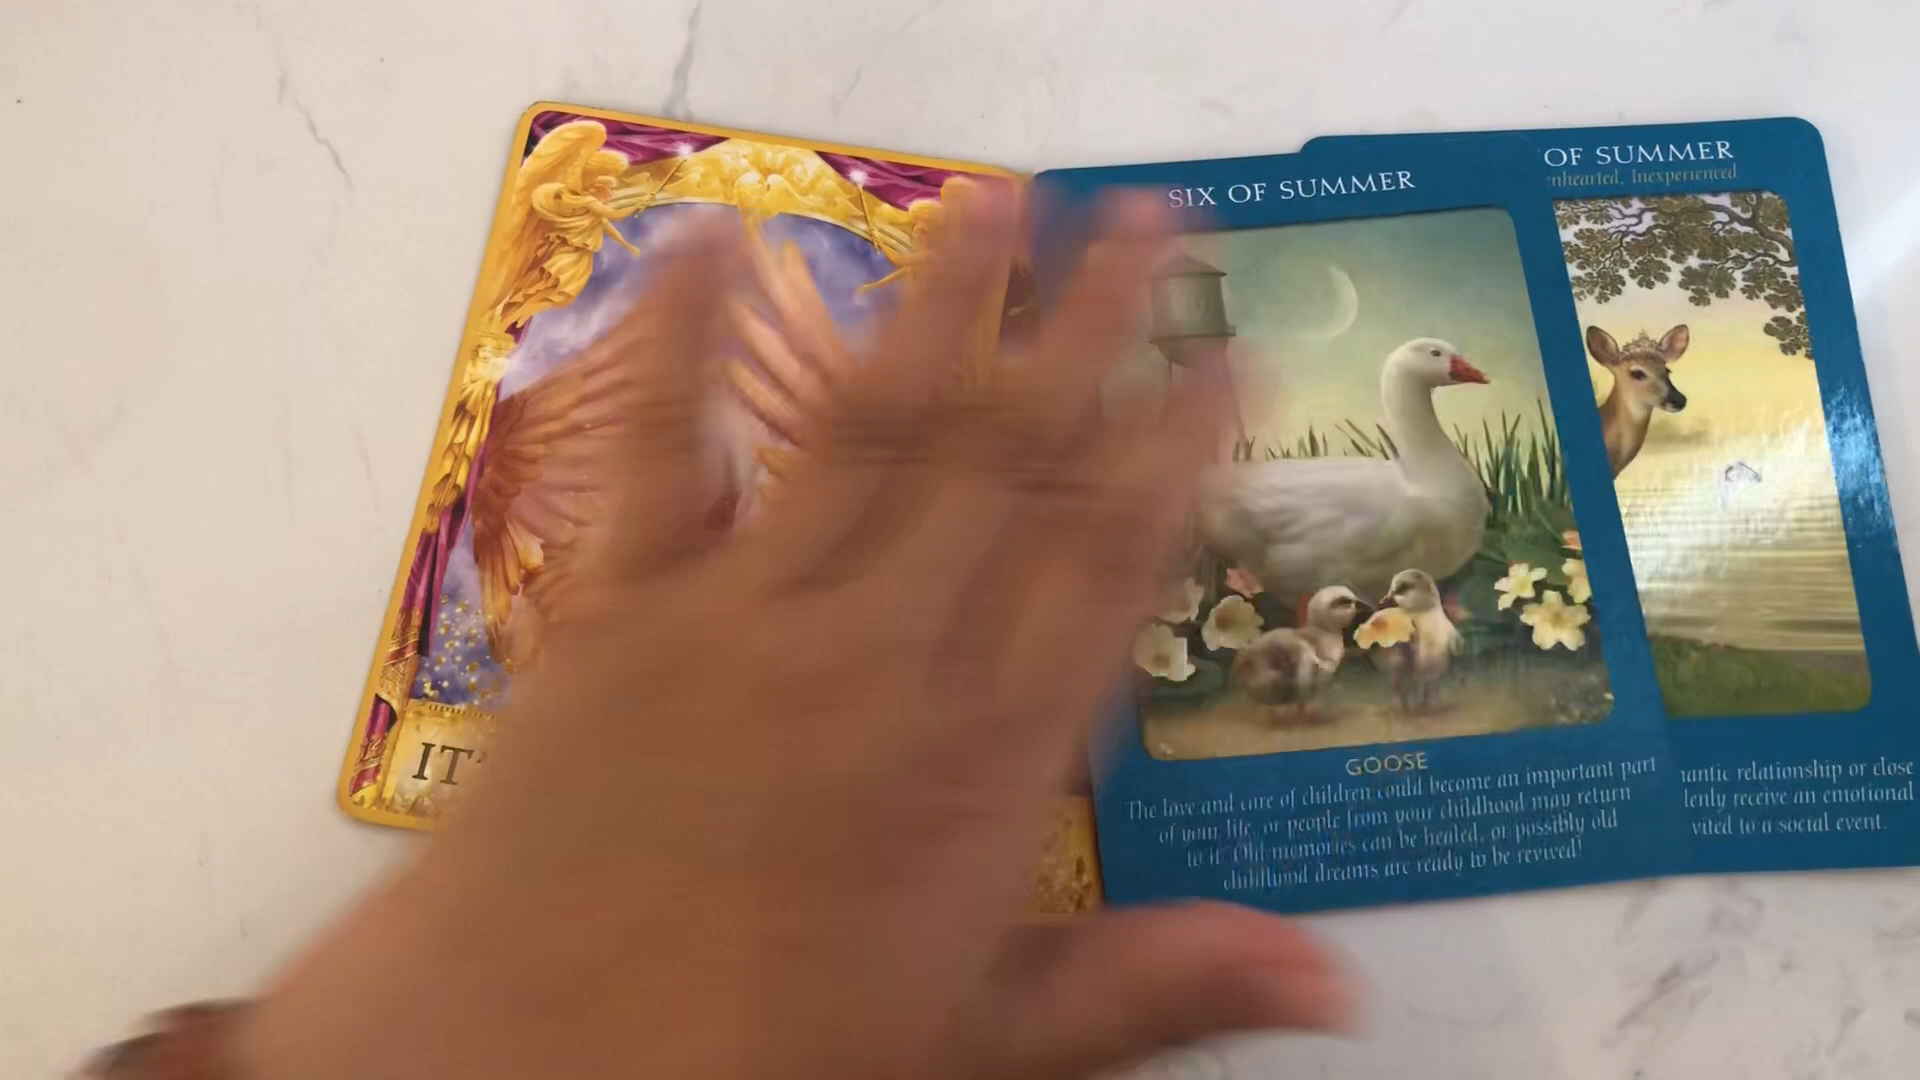 IT'
SIX OF SUMMER
GOOSE
The love and care of children could become an important part
of your life, or people from your childhood may return
to it. Old memories can be healed, or possibly old
childhood dreams are ready to be revived!
OF SUMMER
nhearted, Inexperienced
antic relationship or close
lenly receive an emotional
vited to a social event.